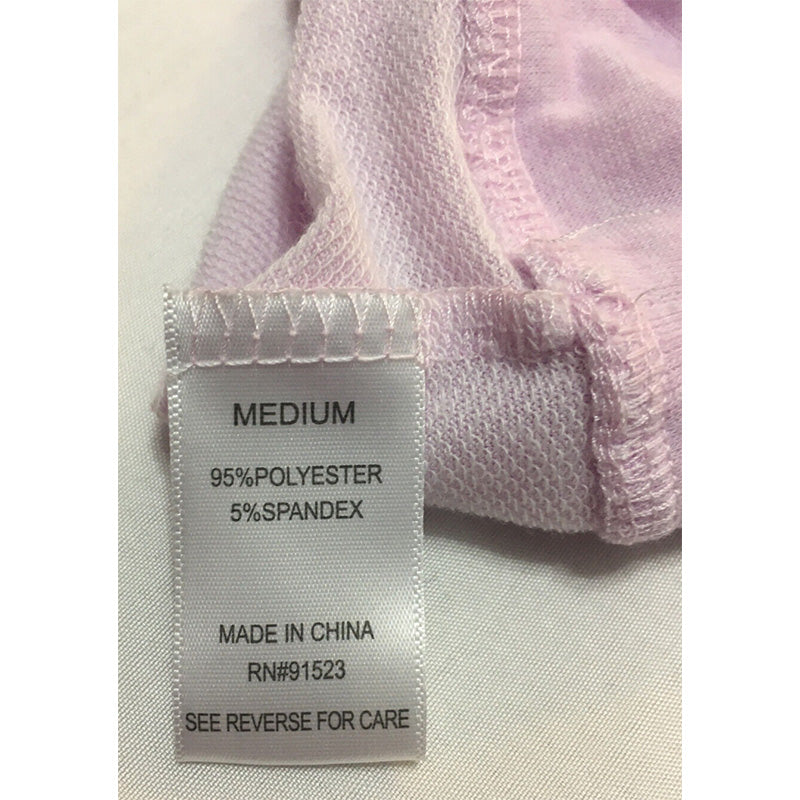 MEDIUM
95%POLYESTER
5%SPANDEX
MADE IN CHINA
RN#91523
SEE REVERSE FOR CARE